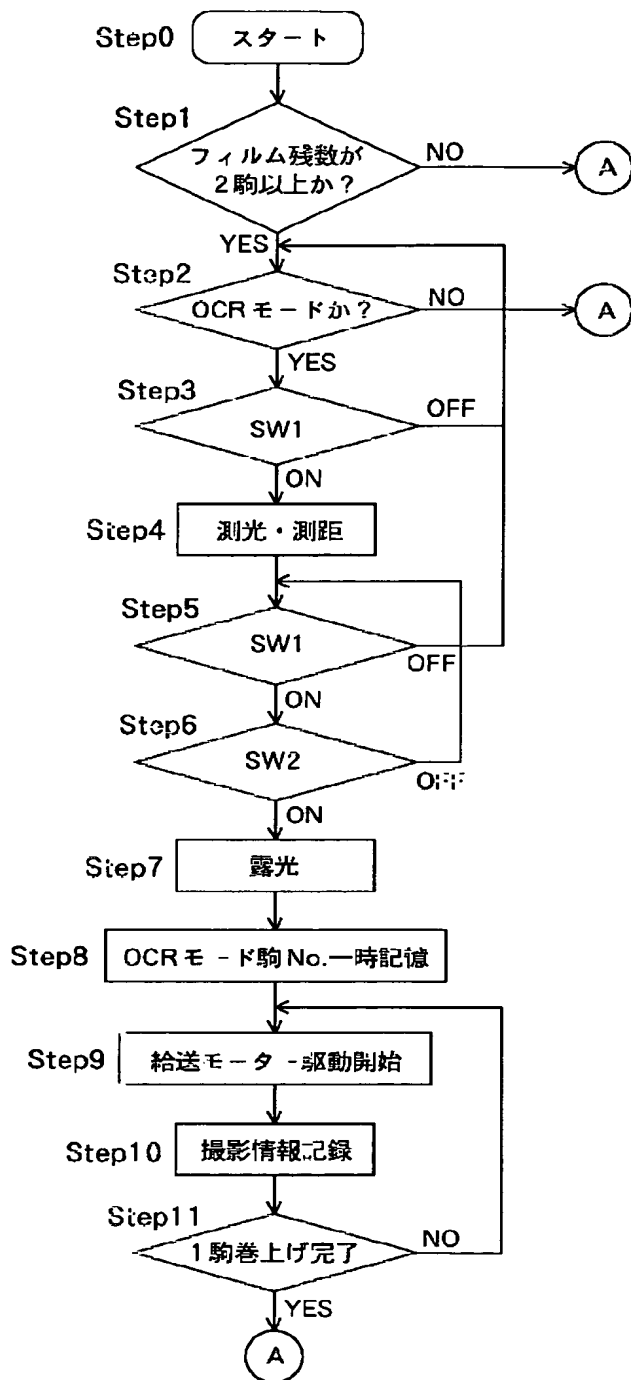 Step0
スタート
Step1
フィルム残数が
2駒以上か?
NO
A
YES
Step2
OCRモードか?
NO
A
YES
Step3
SW1
OFF
ON
Step4
測光・測距
Step5
SW1
OFF
ON
Step6
SW2
OFF
ON
Step7
露光
Step8
OCRモード駒No.一時記憶
Step9
給送モーター駆動開始
Step10
撮影情報記録
Step11
1駒巻上げ完了
NO
YES
A